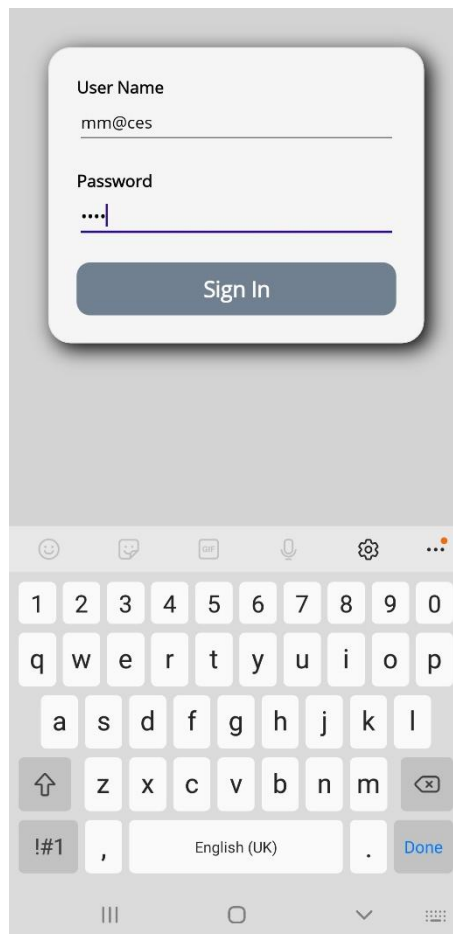 User Name
mm@ces
Password
••••
Sign In
GIF
1 2 3 4 5 6 7 8 9 0
q w e r t y u i o p
a s d f g h j k l
z x c v b n m
!#1 , English (UK) . Done